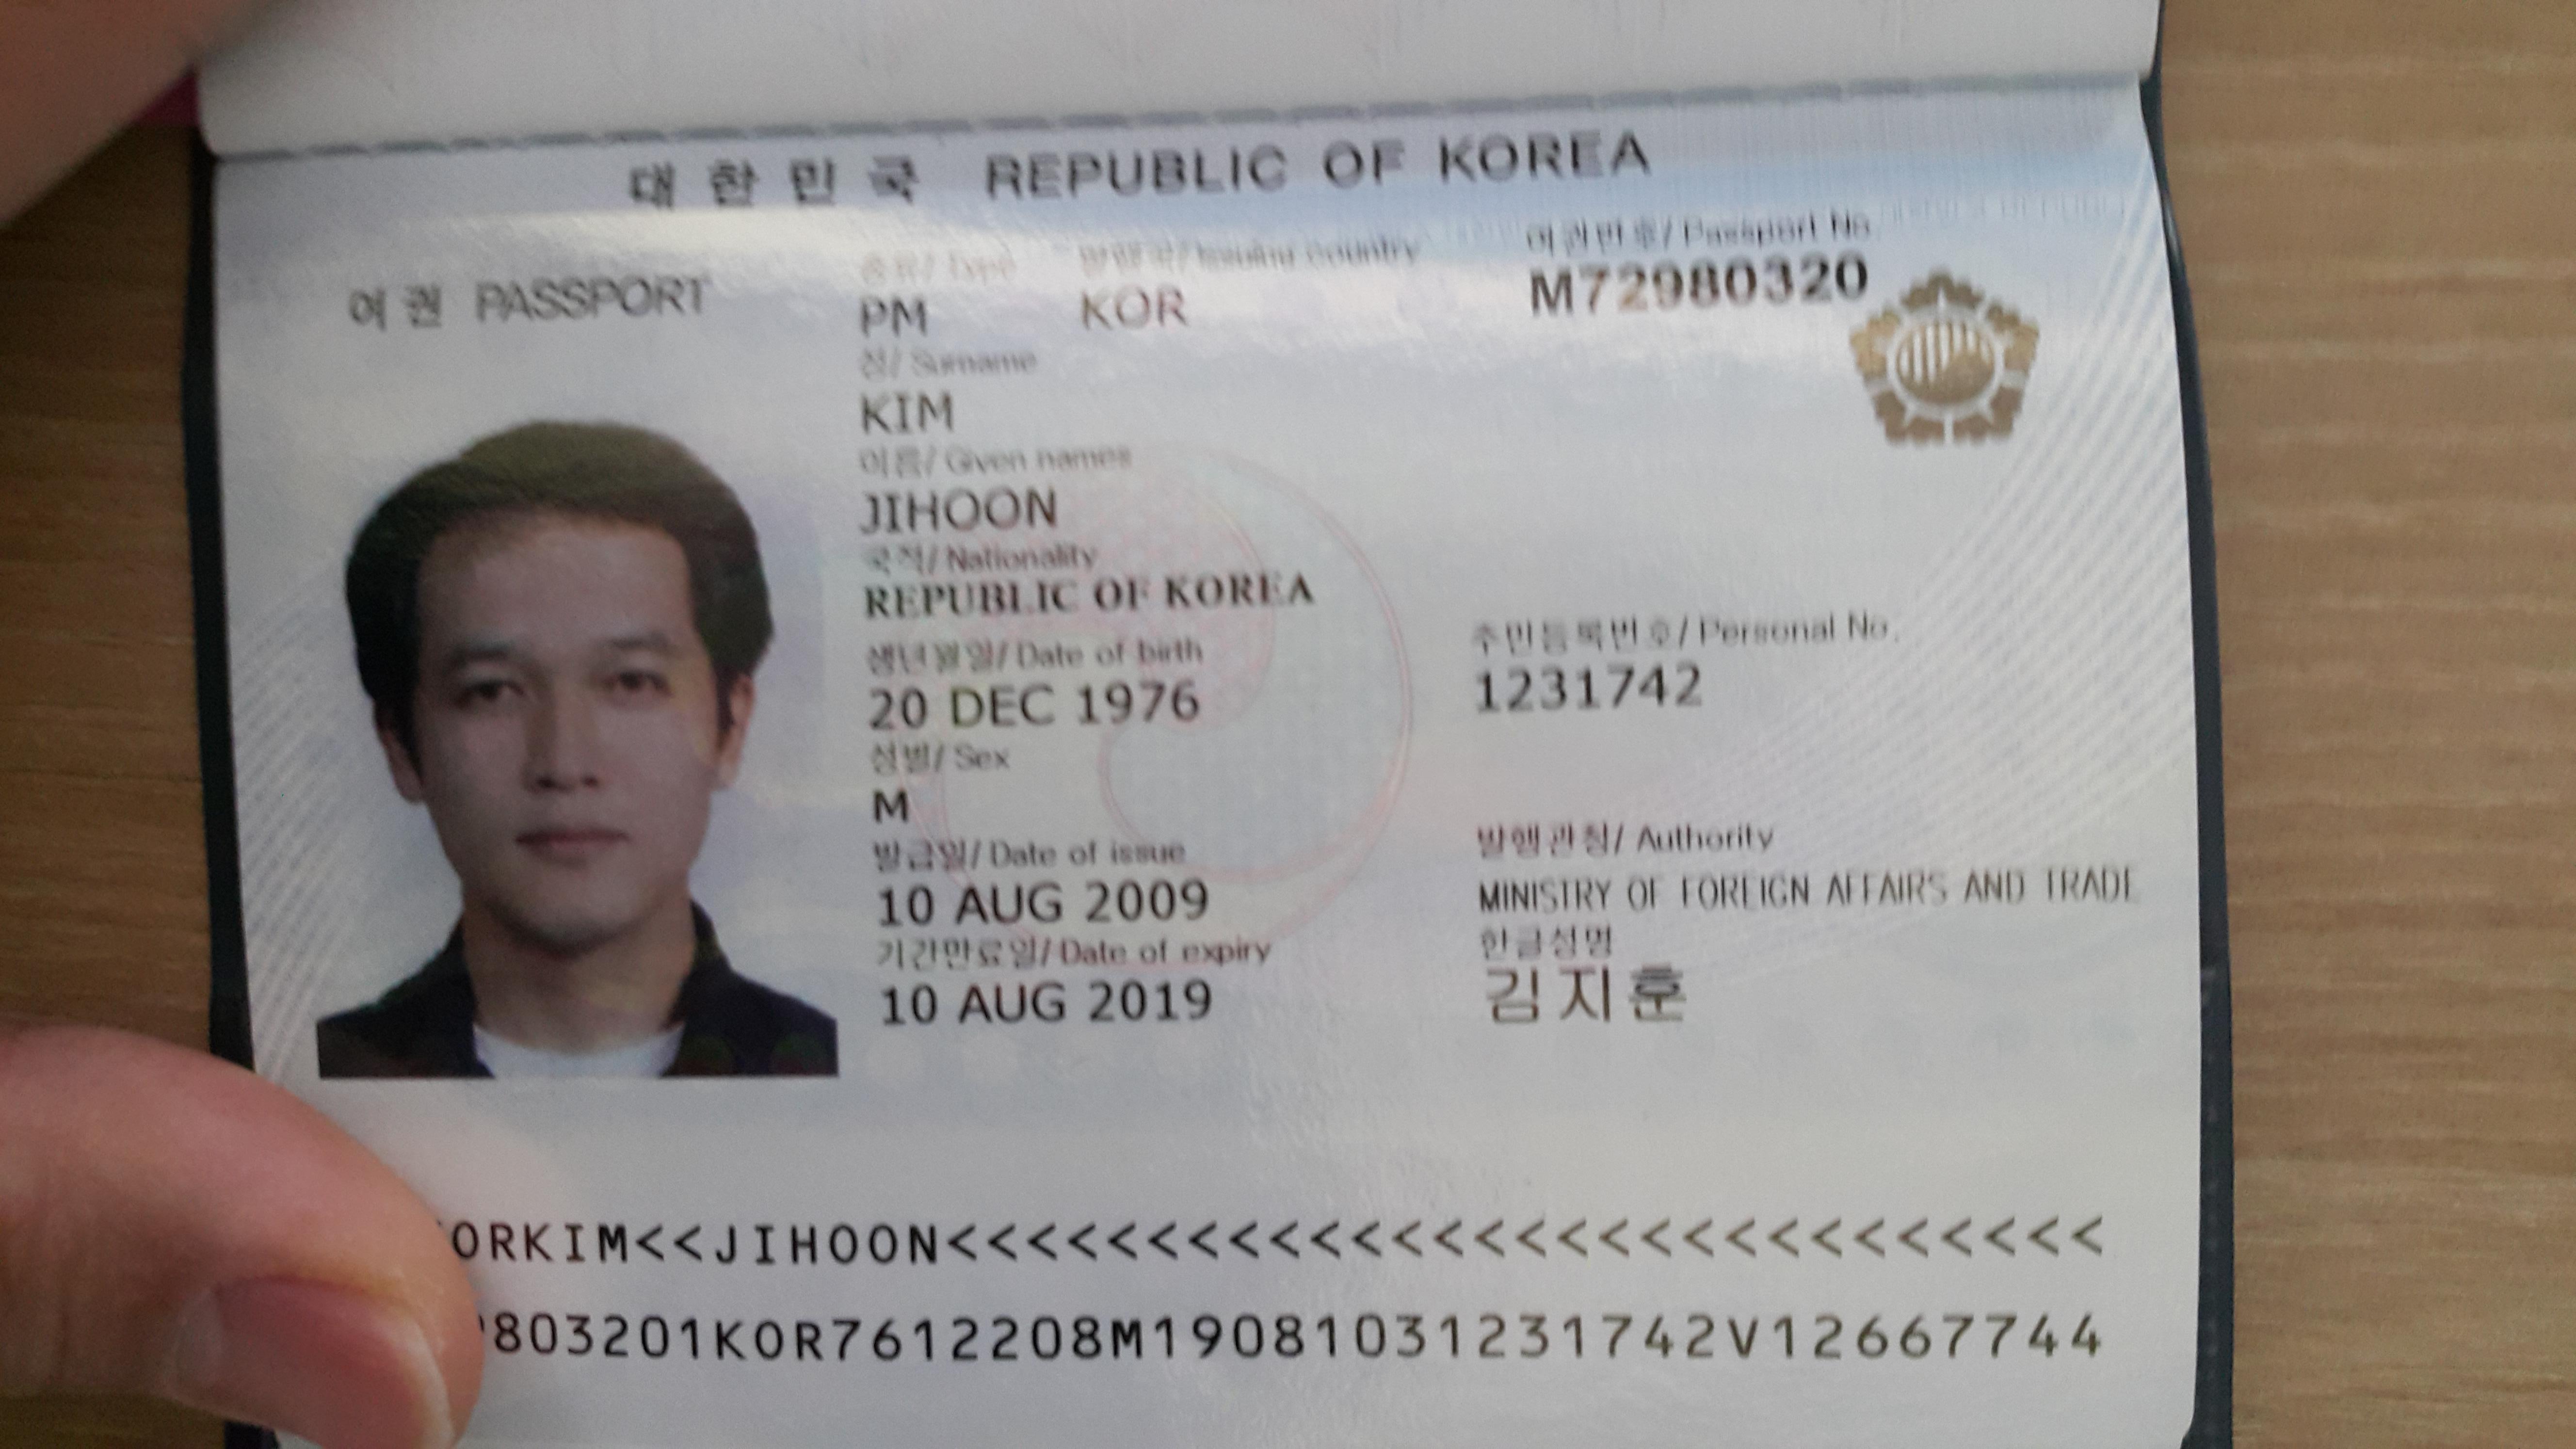 대한민국 REPUBLIC OF KOREA
여권 PASSPORT
종류/ Type 발행국/ Issuing country 여권번호/ Passport No.
PM KOR M72980320
성/ Surname
KIM
이름/ Given names
JIHOON
국적/ Nationality
REPUBLIC OF KOREA
생년월일/ Date of birth 주민등록번호/ Personal No.
20 DEC 1976 1231742
성별/ Sex
M
발급일/ Date of issue 발행관청/ Authority
10 AUG 2009 MINISTRY OF FOREIGN AFFAIRS AND TRADE
기간만료일/ Date of expiry 한글성명
10 AUG 2019 김지훈
ORKIM<<JIHOON<<<<<<<<<<<<<<<<<<<<<<<<<<<<<
803201KOR7612208M19081031231742V12667744